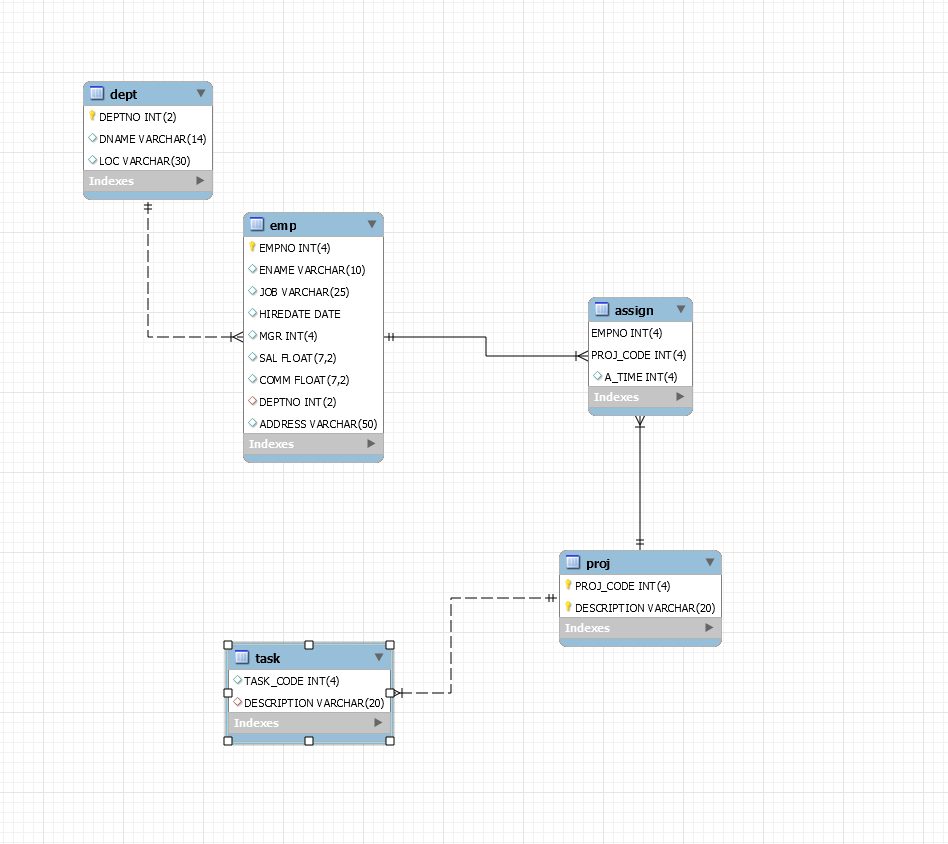 dept
DEPTNO INT(2)
DNAME VARCHAR(14)
LOC VARCHAR(30)
Indexes
emp
EMPNO INT(4)
ENAME VARCHAR(10)
JOB VARCHAR(25)
HIREDATE DATE
MGR INT(4)
SAL FLOAT(7,2)
COMM FLOAT(7,2)
DEPTNO INT(2)
ADDRESS VARCHAR(50)
Indexes
assign
EMPNO INT(4)
PROJ_CODE INT(4)
A_TIME INT(4)
Indexes
proj
PROJ_CODE INT(4)
DESCRIPTION VARCHAR(20)
Indexes
task
TASK_CODE INT(4)
DESCRIPTION VARCHAR(20)
Indexes